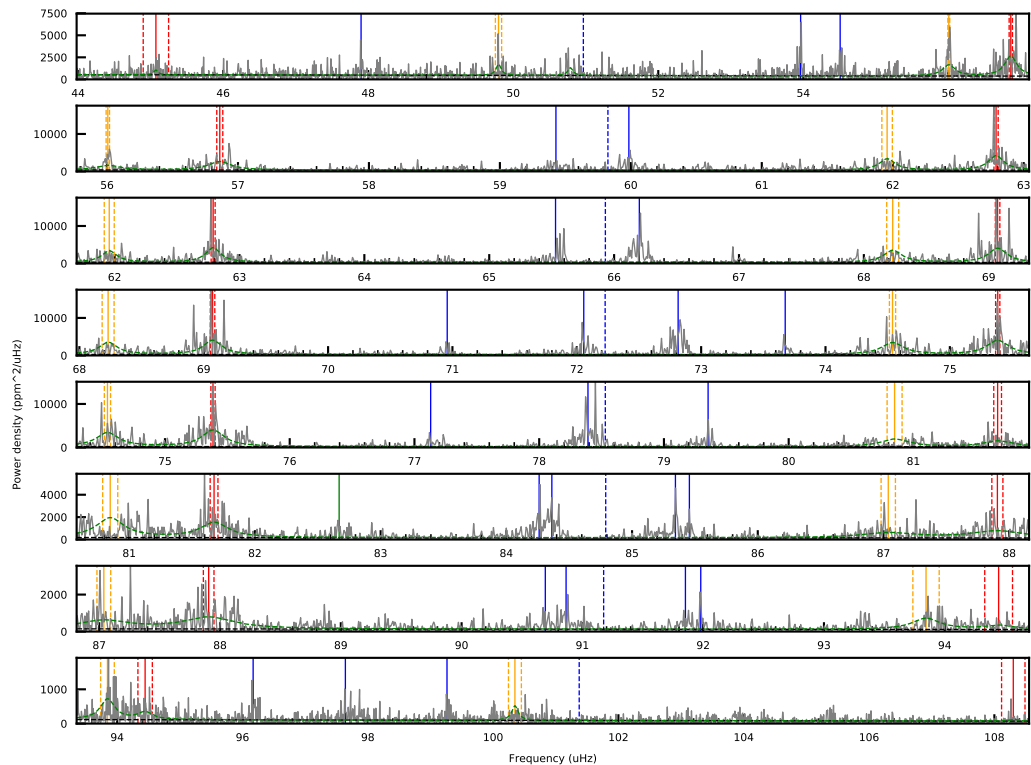 7500
5000
2500
0
44 46 48 50 52 54 56
10000
0
56 57 58 59 60 61 62 63
10000
0
62 63 64 65 66 67 68 69
10000
0
68 69 70 71 72 73 74 75
10000
0
75 76 77 78 79 80 81
4000
2000
0
81 82 83 84 85 86 87 88
2000
0
87 88 89 90 91 92 93 94
1000
0
94 96 98 100 102 104 106 108
Power density (ppm^2/uHz)
Frequency (uHz)